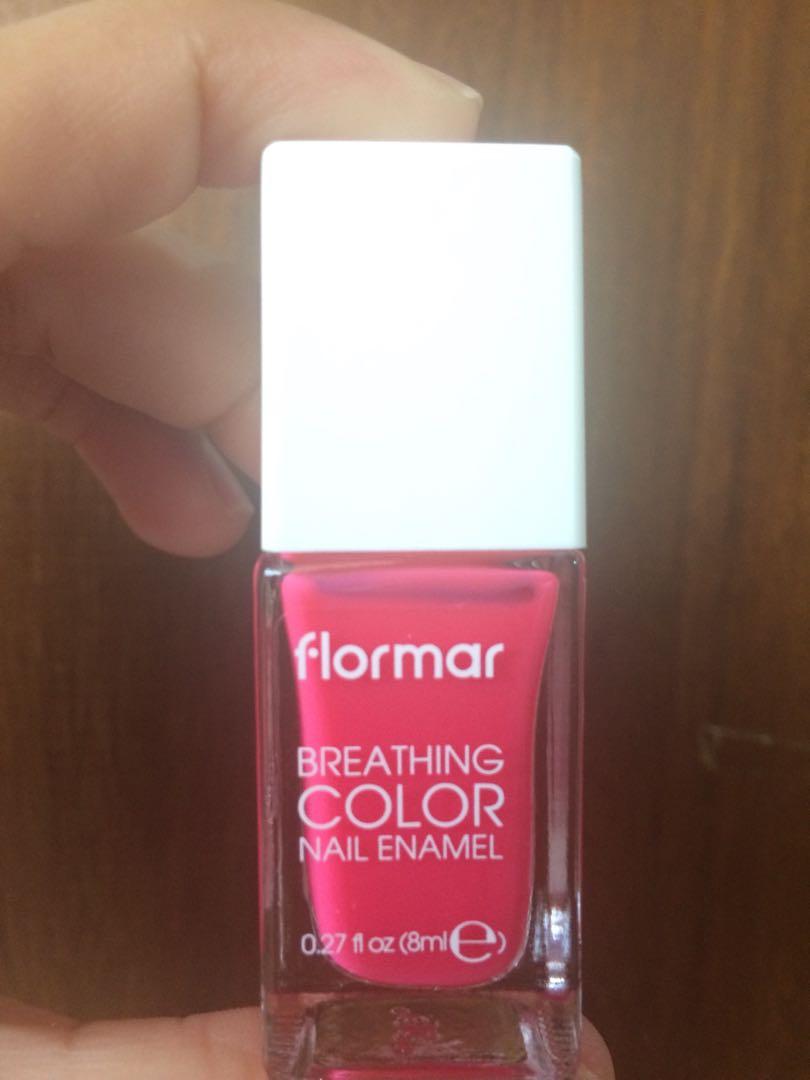 flormar
BREATHING
COLOR
NAIL ENAMEL
0.27 fl oz (8ml℮)